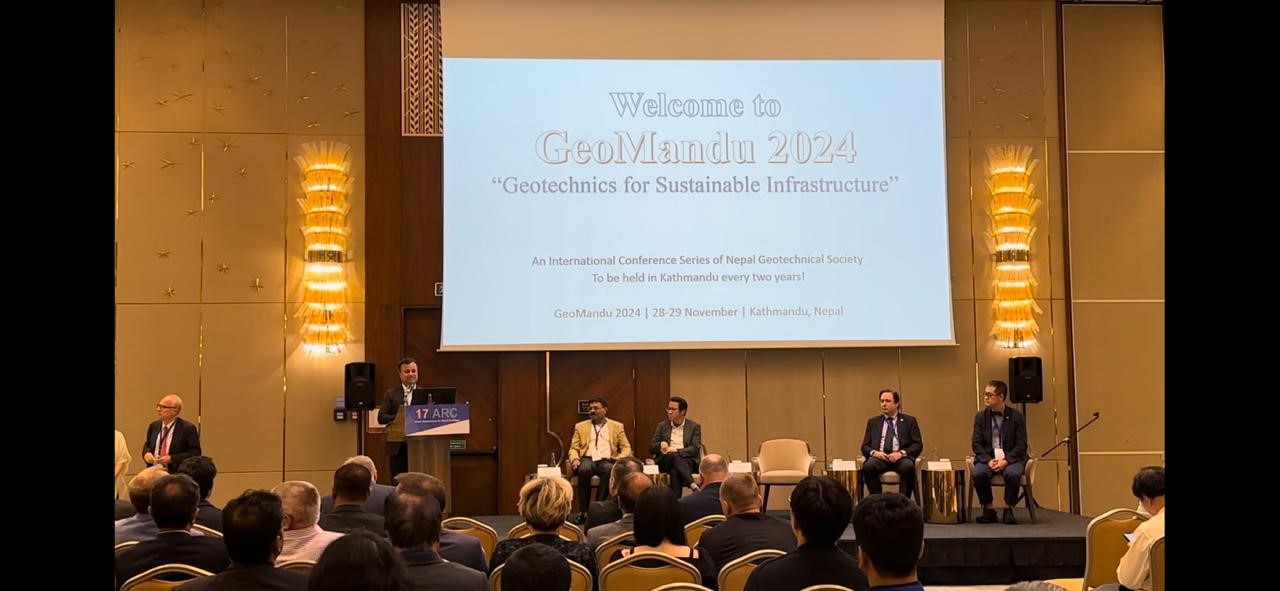 Welcome to
GeoMandu 2024
“Geotechnics for Sustainable Infrastructure”
An International Conference Series of Nepal Geotechnical Society
To be held in Kathmandu every two years!
GeoMandu 2024 | 28-29 November | Kathmandu, Nepal
17 ARC